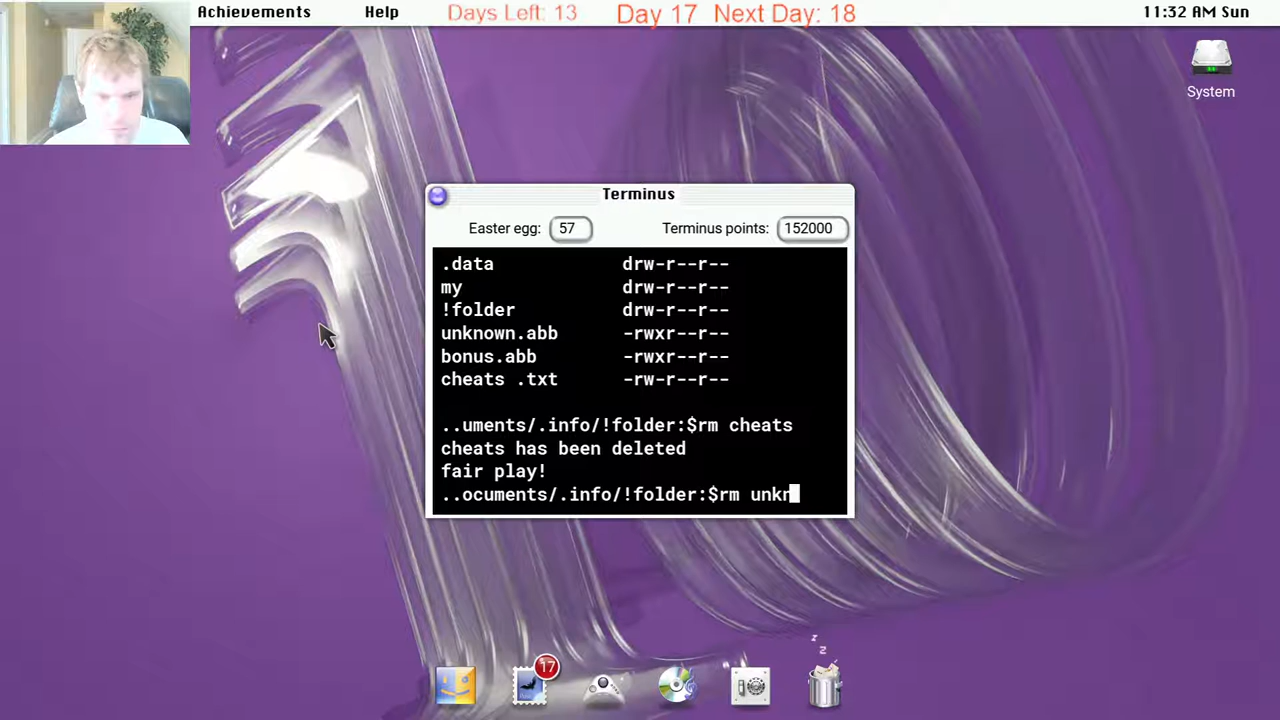 Achievements Help Days Left: 13 Day 17 Next Day: 18 11:32 AM Sun
System
Terminus
Easter egg: 57 Terminus points: 152000
.data drw-r--r--
my drw-r--r--
!folder drw-r--r--
unknown.abb -rwxr--r--
bonus.abb -rwxr--r--
cheats .txt -rw-r--r--
..uments/.info/!folder:$rm cheats
cheats has been deleted
fair play!
..ocuments/.info/!folder:$rm unkr
z
z
17